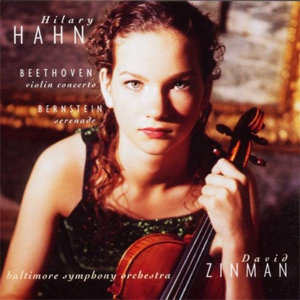 Hilary
HAHN
BEETHOVEN
violin concerto
BERNSTEIN
serenade
David
ZINMAN
baltimore symphony orchestra